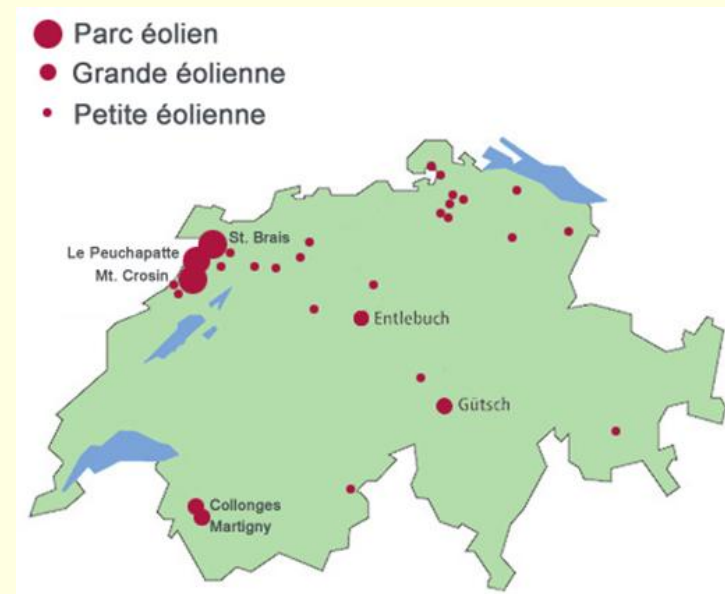 Parc éolien
Grande éolienne
Petite éolienne
St. Brais
Le Peuchapatte
Mt. Crosin
Entlebuch
Gütsch
Collonges
Martigny